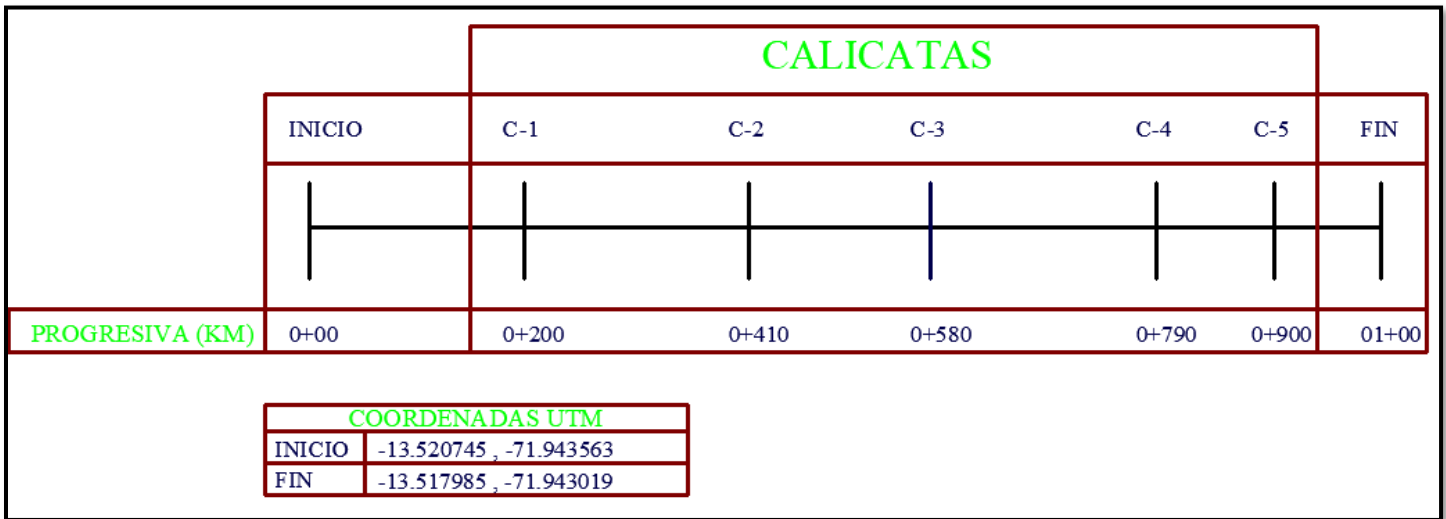 CALICATAS
INICIO C-1 C-2 C-3 C-4 C-5 FIN
PROGRESIVA (KM) 0+00 0+200 0+410 0+580 0+790 0+900 01+00
COORDENADAS UTM
INICIO -13.520745 , -71.943563
FIN -13.517985 , -71.943019